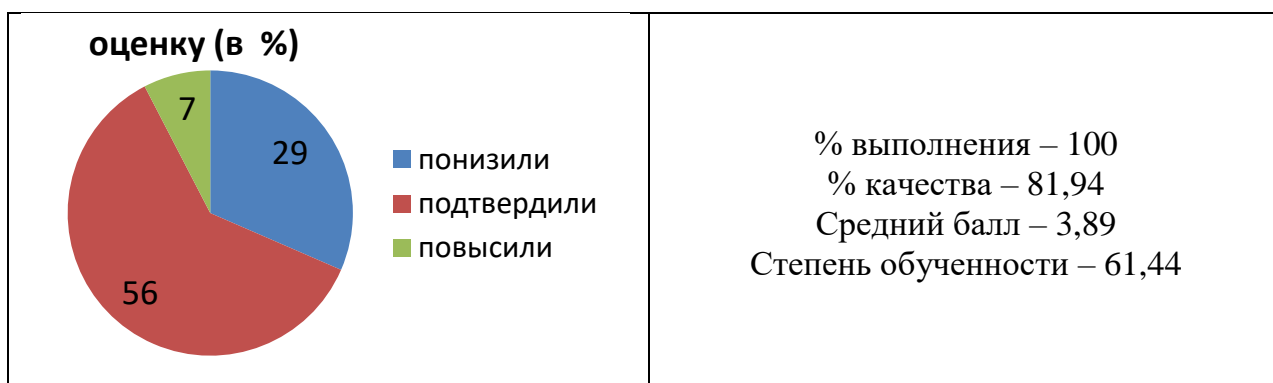 оценку (в %)
7
29
56
понизили
подтвердили
повысили
% выполнения – 100
% качества – 81,94
Средний балл – 3,89
Степень обученности – 61,44